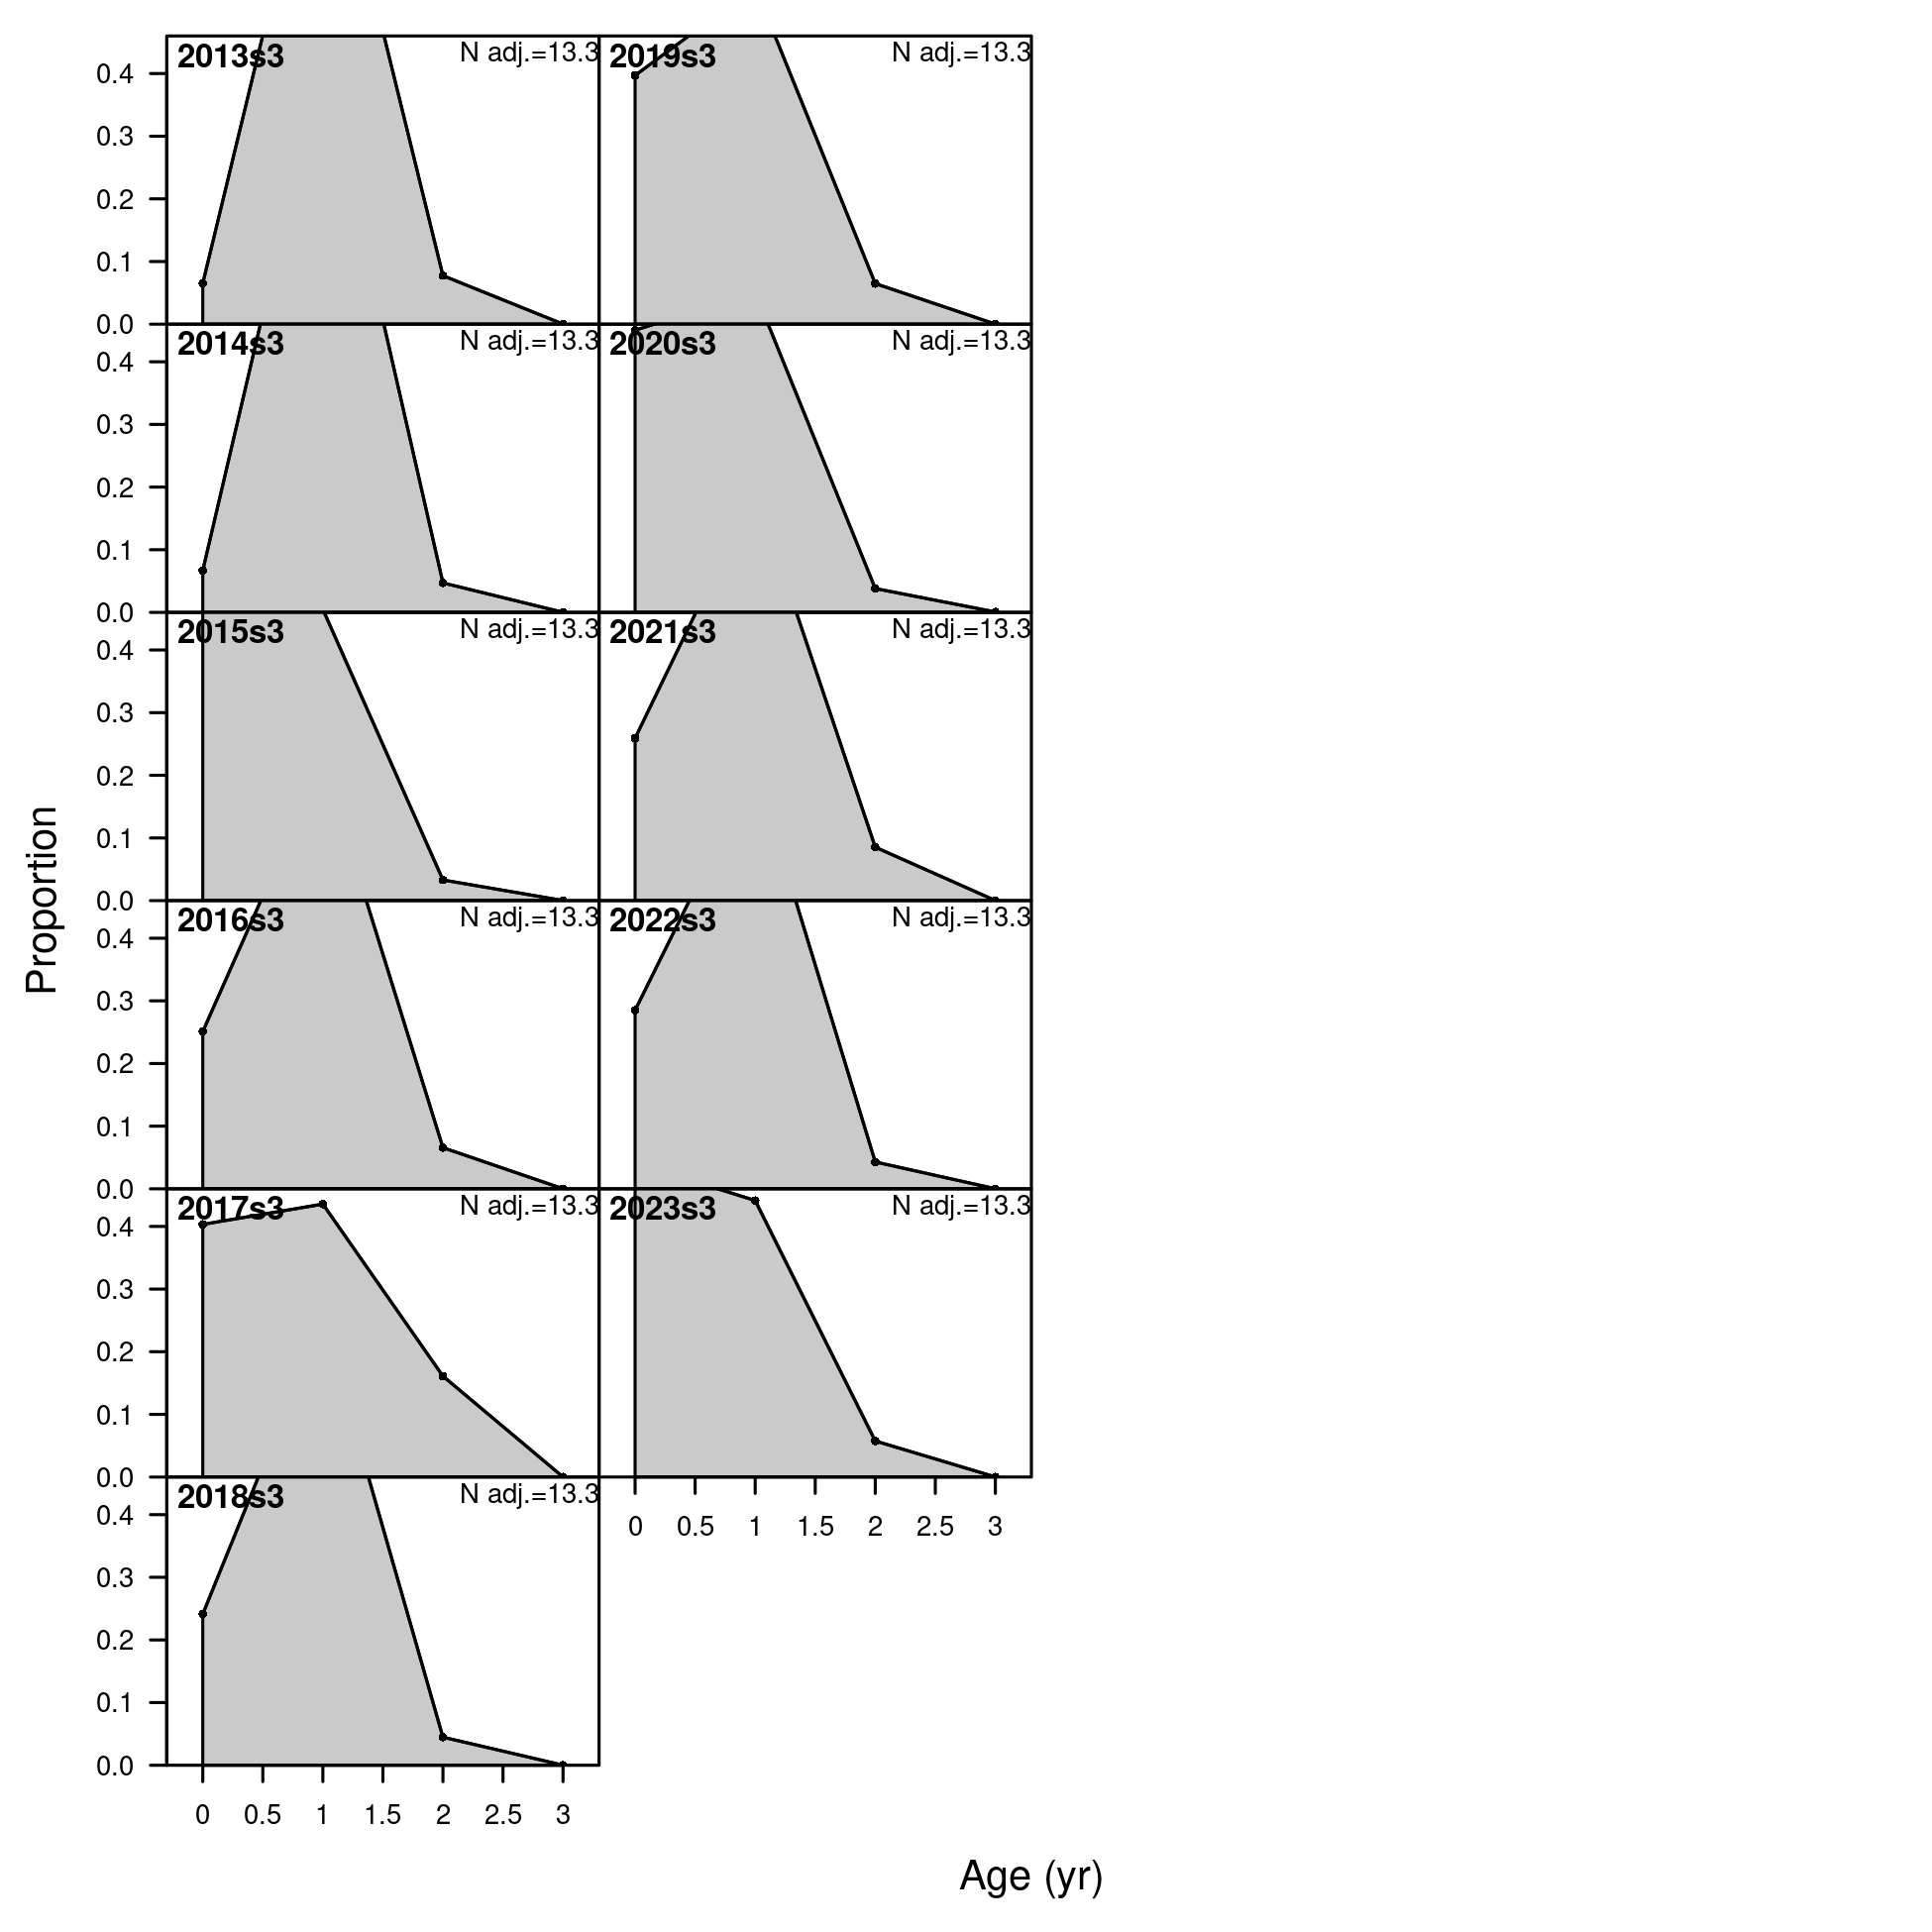 Proportion
2013s3 N adj.=13.3
0.4
0.3
0.2
0.1
0.0
2014s3 N adj.=13.3
0.4
0.3
0.2
0.1
0.0
2015s3 N adj.=13.3
0.4
0.3
0.2
0.1
0.0
2016s3 N adj.=13.3
0.4
0.3
0.2
0.1
0.0
2017s3 N adj.=13.3
0.4
0.3
0.2
0.1
0.0
2018s3 N adj.=13.3
0.4
0.3
0.2
0.1
0.0
0 0.5 1 1.5 2 2.5 3
2019s3 N adj.=13.3
2020s3 N adj.=13.3
2021s3 N adj.=13.3
2022s3 N adj.=13.3
2023s3 N adj.=13.3
0 0.5 1 1.5 2 2.5 3
Age (yr)